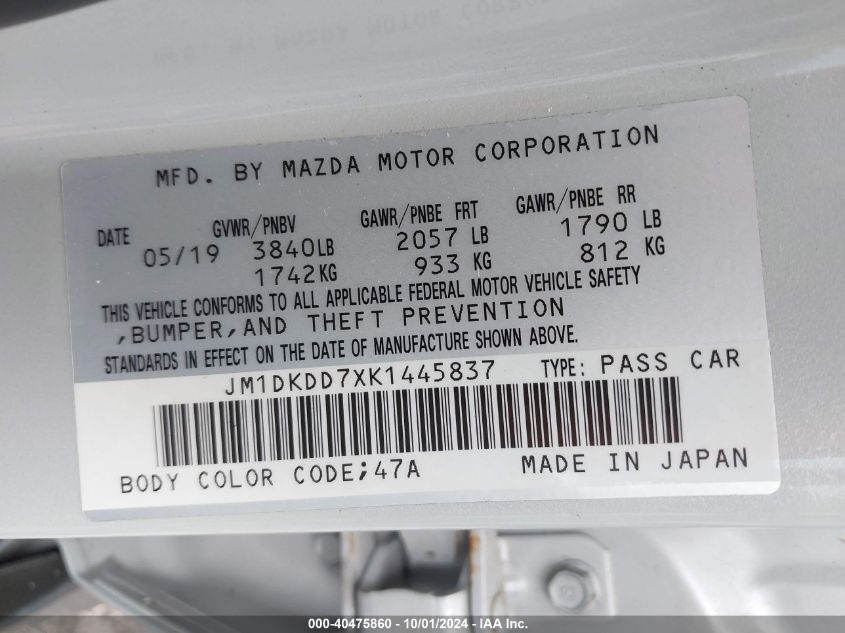 MFD. BY MAZDA MOTOR CORPORATION
DATE GVWR/PNBV GAWR/PNBE FRT GAWR/PNBE RR
05/19 3840LB 2057 LB 1790 LB
1742KG 933 KG 812 KG
THIS VEHICLE CONFORMS TO ALL APPLICABLE FEDERAL MOTOR VEHICLE SAFETY
,BUMPER,AND THEFT PREVENTION
STANDARDS IN EFFECT ON THE DATE OF MANUFACTURE SHOWN ABOVE.
JM1DKDD7XK1445837 TYPE: PASS CAR
BODY COLOR CODE;47A MADE IN JAPAN
000-40475860 - 10/01/2024 - IAA Inc.